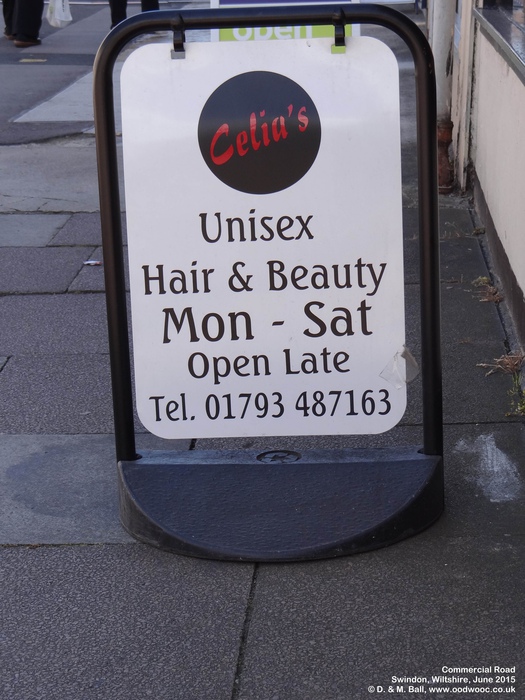 open
Celia's
Unisex
Hair & Beauty
Mon - Sat
Open Late
Tel. 01793 487163
Commercial Road
Swindon, Wiltshire, June 2015
© D. & M. Ball, www.oodwooc.co.uk